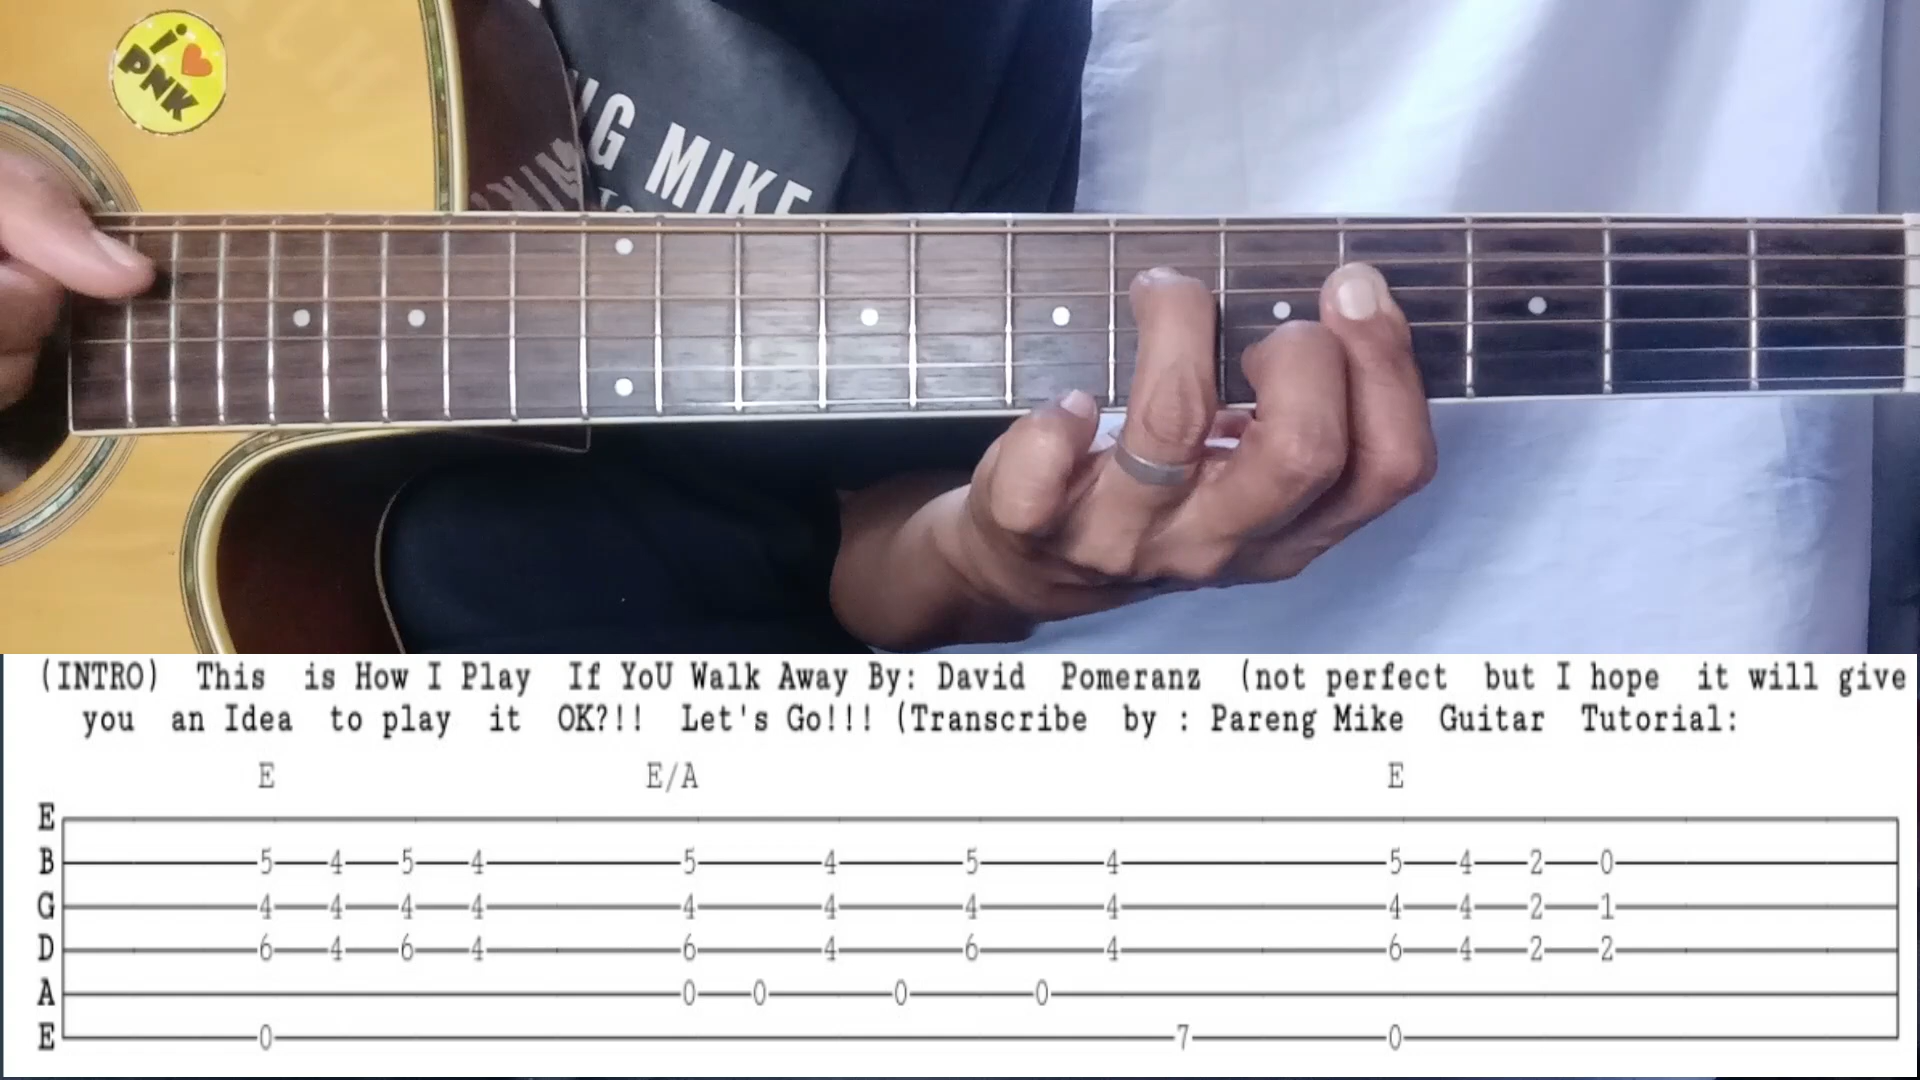 i
PNK
NG MIKE
(INTRO) This is How I Play If YoU Walk Away By: David Pomeranz (not perfect but I hope it will give
you an Idea to play it OK?!! Let's Go!!! (Transcribe by : Pareng Mike Guitar Tutorial:
E E/A E
E
B 5 4 5 4 5 4 5 4 5 4 2 0
G 4 4 4 4 4 4 4 4 4 4 2 1
D 6 4 6 4 6 4 6 4 6 4 2 2
A 0 0 0 0
E 0 7 0